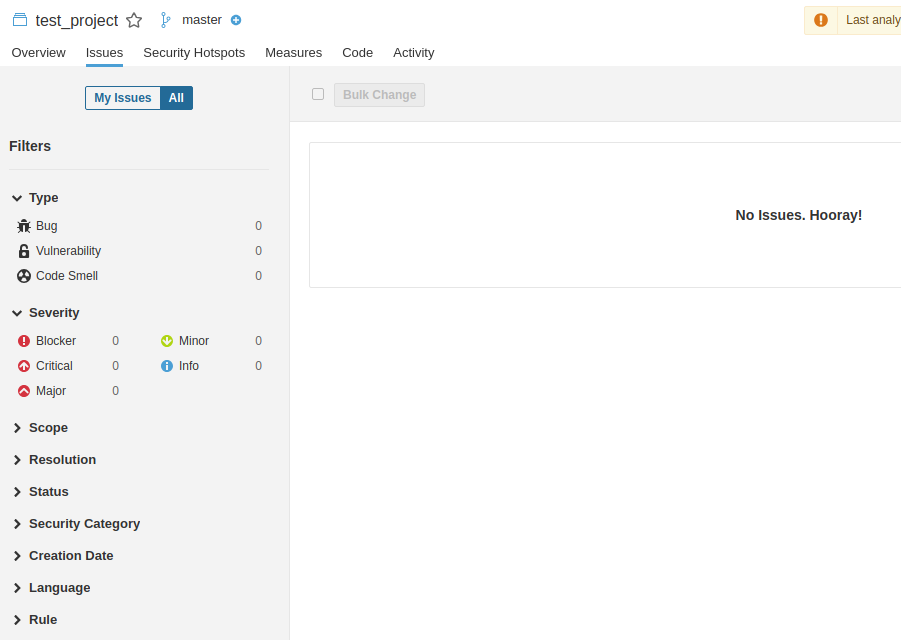 test_project master
Last analy
Overview Issues Security Hotspots Measures Code Activity
My Issues All
Bulk Change
Filters
Type
Bug 0
Vulnerability 0
Code Smell 0
No Issues. Hooray!
Severity
Blocker 0 Minor 0
Critical 0 Info 0
Major 0
Scope
Resolution
Status
Security Category
Creation Date
Language
Rule